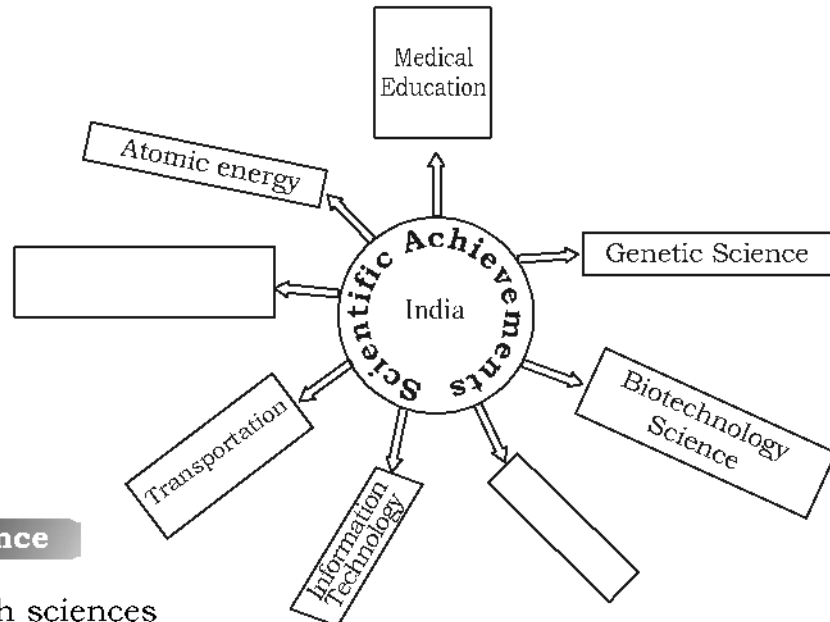 Medical
Education
Atomic energy
Scientific Achievements
India
Genetic Science
Biotechnology
Science
Transportation
Information
Technology
nce
h sciences